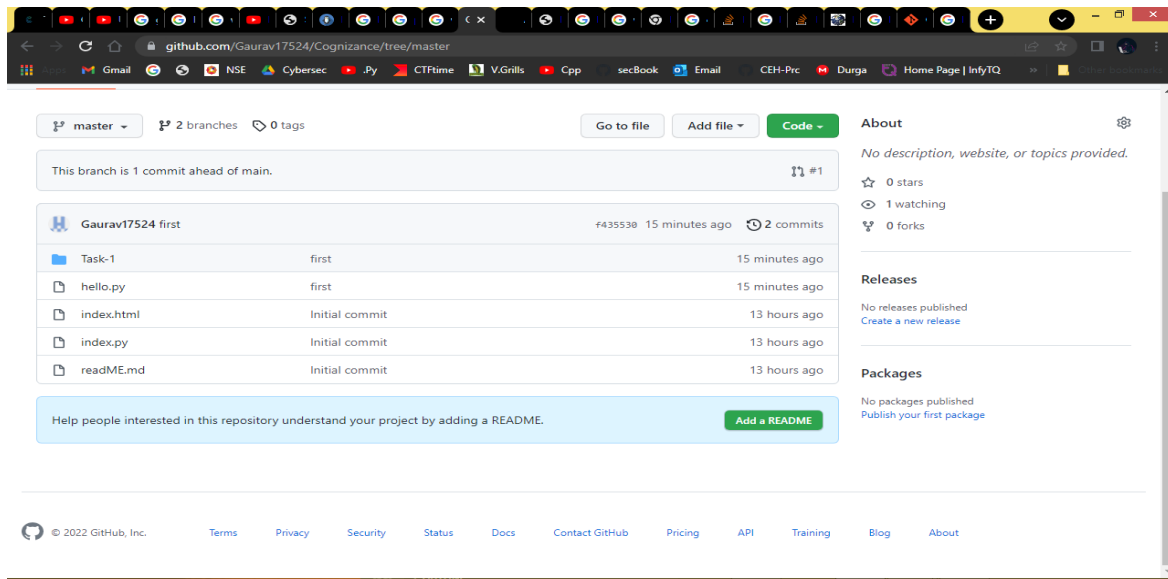 github.com/Gaurav17524/Cognizance/tree/master
Apps Gmail NSE Cybersec .Py CTFtime V.Grills Cpp secBook Email CEH-Prc Durga Home Page | InfyTQ » Other bookmarks
master 2 branches 0 tags Go to file Add file Code
This branch is 1 commit ahead of main. #1
Gaurav17524 first f435530 15 minutes ago 2 commits
Task-1 first 15 minutes ago
hello.py first 15 minutes ago
index.html Initial commit 13 hours ago
index.py Initial commit 13 hours ago
readME.md Initial commit 13 hours ago
Help people interested in this repository understand your project by adding a README. Add a README
About
No description, website, or topics provided.
0 stars
1 watching
0 forks
Releases
No releases published
Create a new release
Packages
No packages published
Publish your first package
© 2022 GitHub, Inc. Terms Privacy Security Status Docs Contact GitHub Pricing API Training Blog About